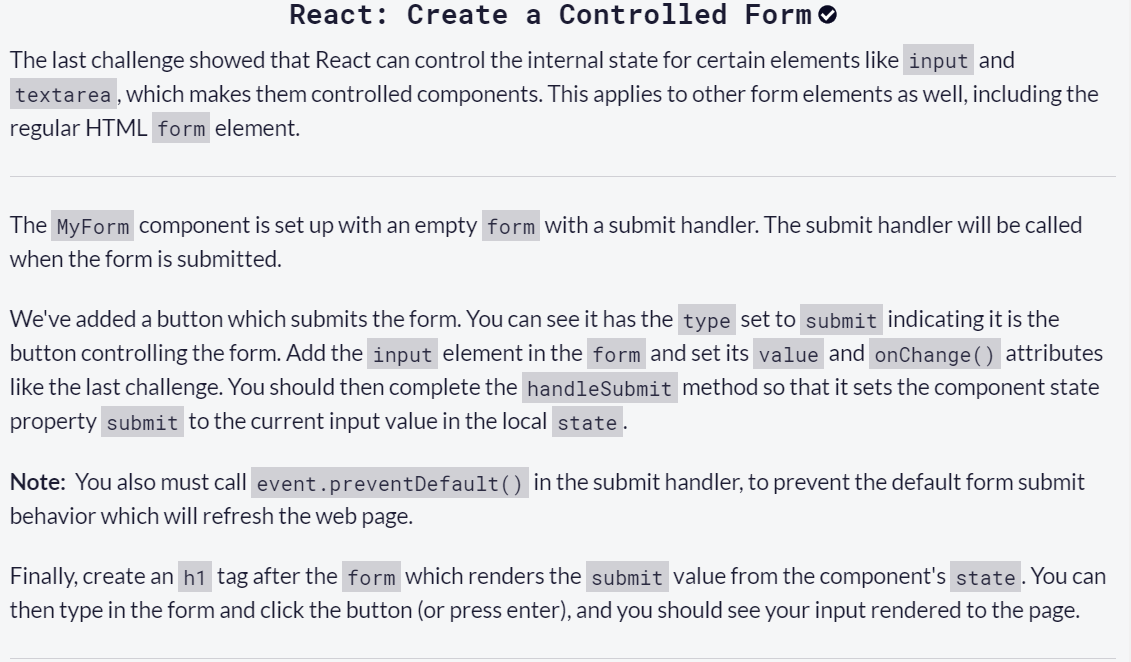 React: Create a Controlled Form
The last challenge showed that React can control the internal state for certain elements like input and
textarea, which makes them controlled components. This applies to other form elements as well, including the
regular HTML form element.
The MyForm component is set up with an empty form with a submit handler. The submit handler will be called
when the form is submitted.
We've added a button which submits the form. You can see it has the type set to submit indicating it is the
button controlling the form. Add the input element in the form and set its value and onChange() attributes
like the last challenge. You should then complete the handleSubmit method so that it sets the component state
property submit to the current input value in the local state.
Note: You also must call event.preventDefault() in the submit handler, to prevent the default form submit
behavior which will refresh the web page.
Finally, create an h1 tag after the form which renders the submit value from the component's state. You can
then type in the form and click the button (or press enter), and you should see your input rendered to the page.